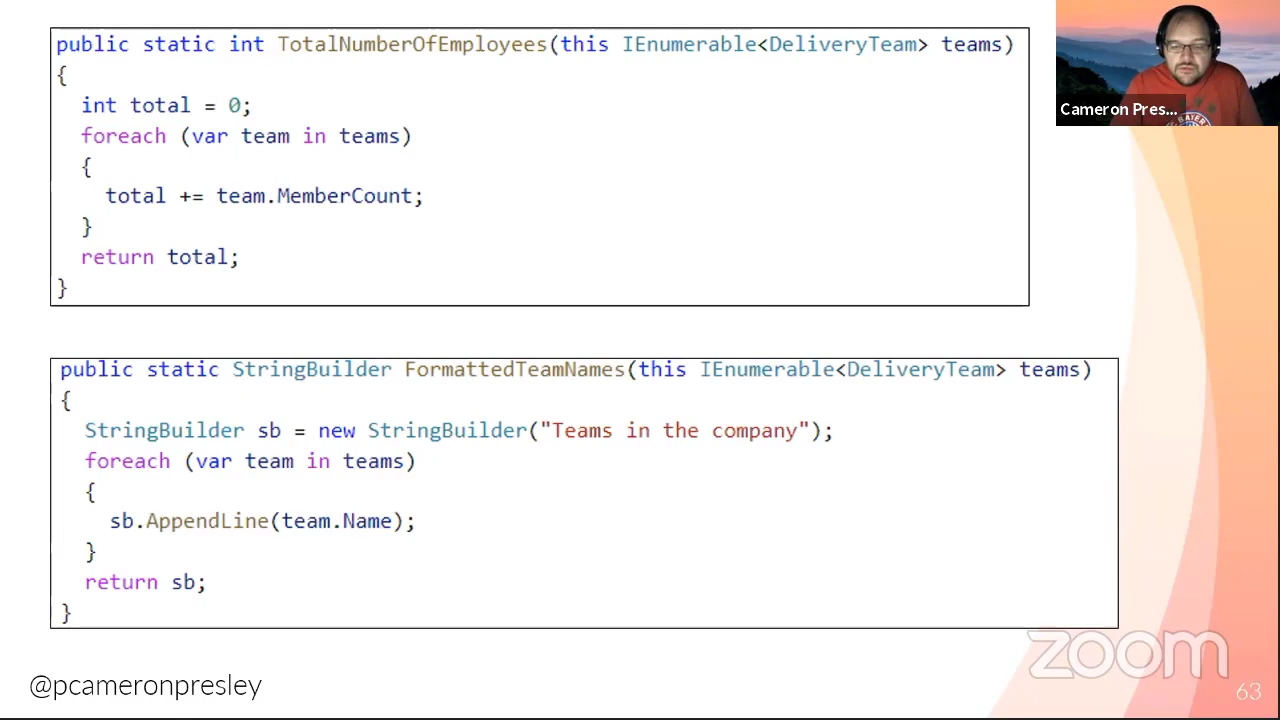 public static int TotalNumberOfEmployees(this IEnumerable<DeliveryTeam> teams)
{
int total = 0;
foreach (var team in teams)
{
total += team.MemberCount;
}
return total;
}
Cameron Pres...
BAYER
public static StringBuilder FormattedTeamNames(this IEnumerable<DeliveryTeam> teams)
{
StringBuilder sb = new StringBuilder("Teams in the company");
foreach (var team in teams)
{
sb.AppendLine(team.Name);
}
return sb;
}
zoom
@pcameronpresley
63